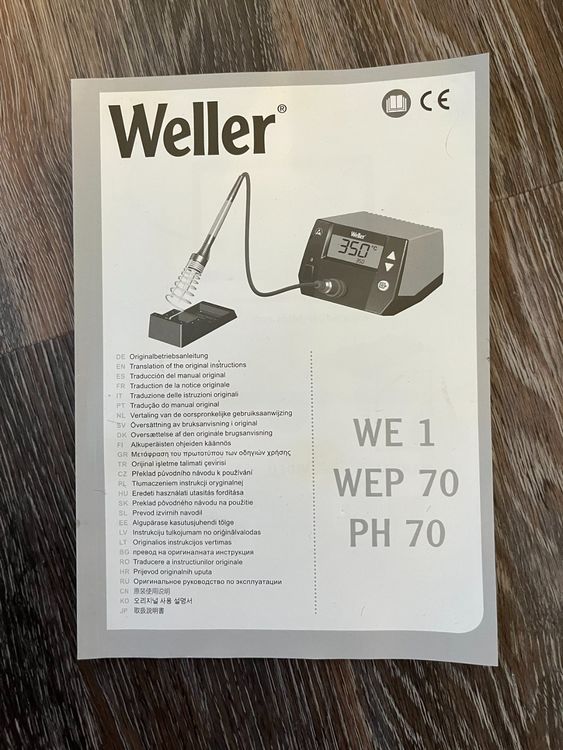 Weller®
CE
Weller
350 °C
350
DE Originalbetriebsanleitung
EN Translation of the original instructions
ES Traducción del manual original
FR Traduction de la notice originale
IT Traduzione delle istruzioni originali
PT Tradução do manual original
NL Vertaling van de oorspronkelijke gebruiksaanwijzing
SV Översättning av bruksanvisning i original
DK Oversættelse af den originale brugsanvisning
FI Alkuperäisten ohjeiden käännös
GR Μετάφραση του πρωτοτύπου των οδηγιών χρήσης
TR Orijinal işletme talimati çevirisi
CZ Překlad původního návodu k používání
PL Tłumaczeniem instrukcji oryginalnej
HU Eredeti használati utasítás fordítása
SK Preklad pôvodného návodu na použitie
SL Prevod izvirnih navodil
EE Algupärase kasutusjuhendi tõlge
LV Instrukciju tulkojumam no oriģinālvalodas
LT Originalios instrukcijos vertimas
BG превод на оригиналната инструкция
RO Traducere a instrucțiunilor originale
HR Prijevod originalnih uputa
RU Оригинальное руководство по эксплуатации
CN 原装使用说明
KO 오리지널 사용 설명서
JP 取扱説明書
WE 1
WEP 70
PH 70